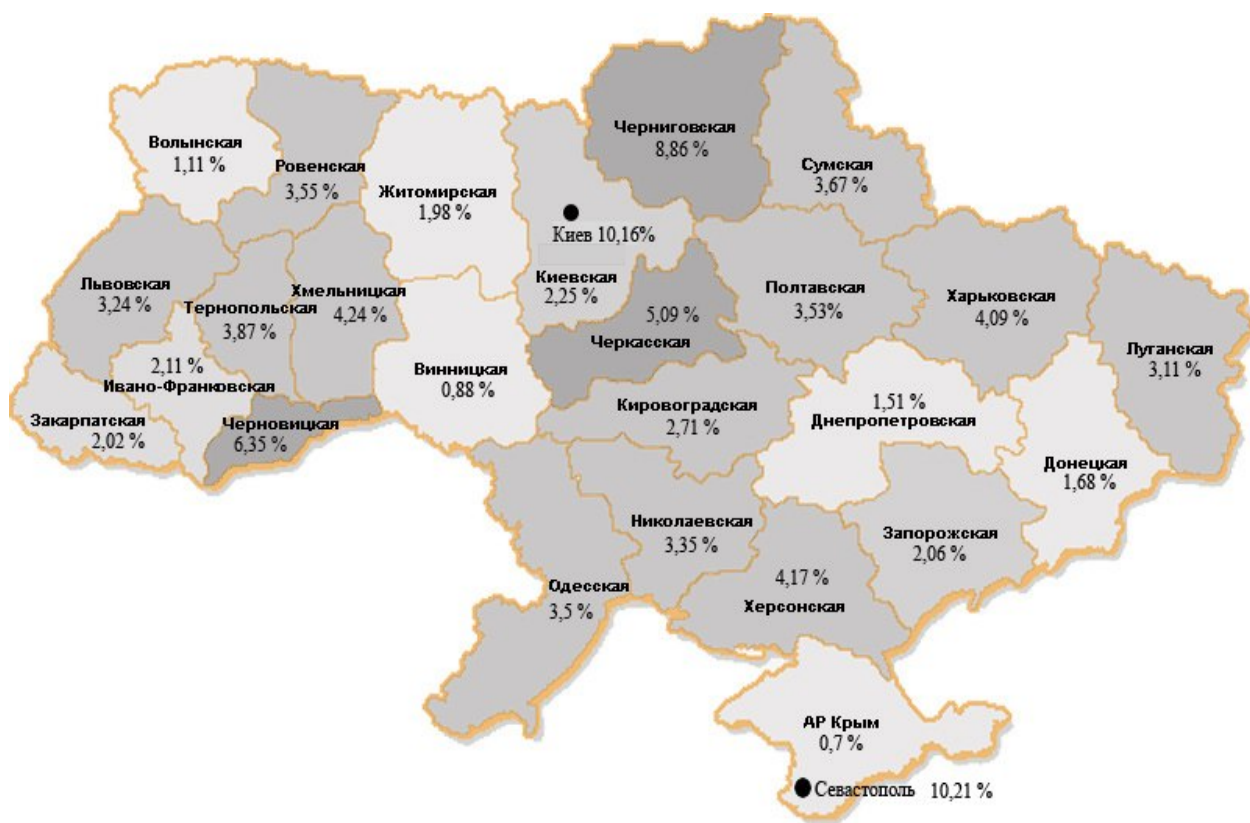 Волынская
1,11 %
Ровенская
3,55 %
Житомирская
1,98 %
Черниговская
8,86 %
Сумская
3,67 %
Киев 10,16%
Киевская
2,25 %
Львовская
3,24 %
Тернопольская
3,87 %
Хмельницкая
4,24 %
5,09 %
Черкасская
Полтавская
3,53%
Харьковская
4,09 %
Луганская
3,11 %
2,11 %
Ивано-Франковская
Винницкая
0,88 %
Закарпатская
2,02 %
Черновицкая
6,35 %
Кировоградская
2,71 %
1,51 %
Днепропетровская
Донецкая
1,68 %
Николаевская
3,35 %
Запорожская
2,06 %
Одесская
3,5 %
4,17 %
Херсонская
АР Крым
0,7 %
Севастополь 10,21 %